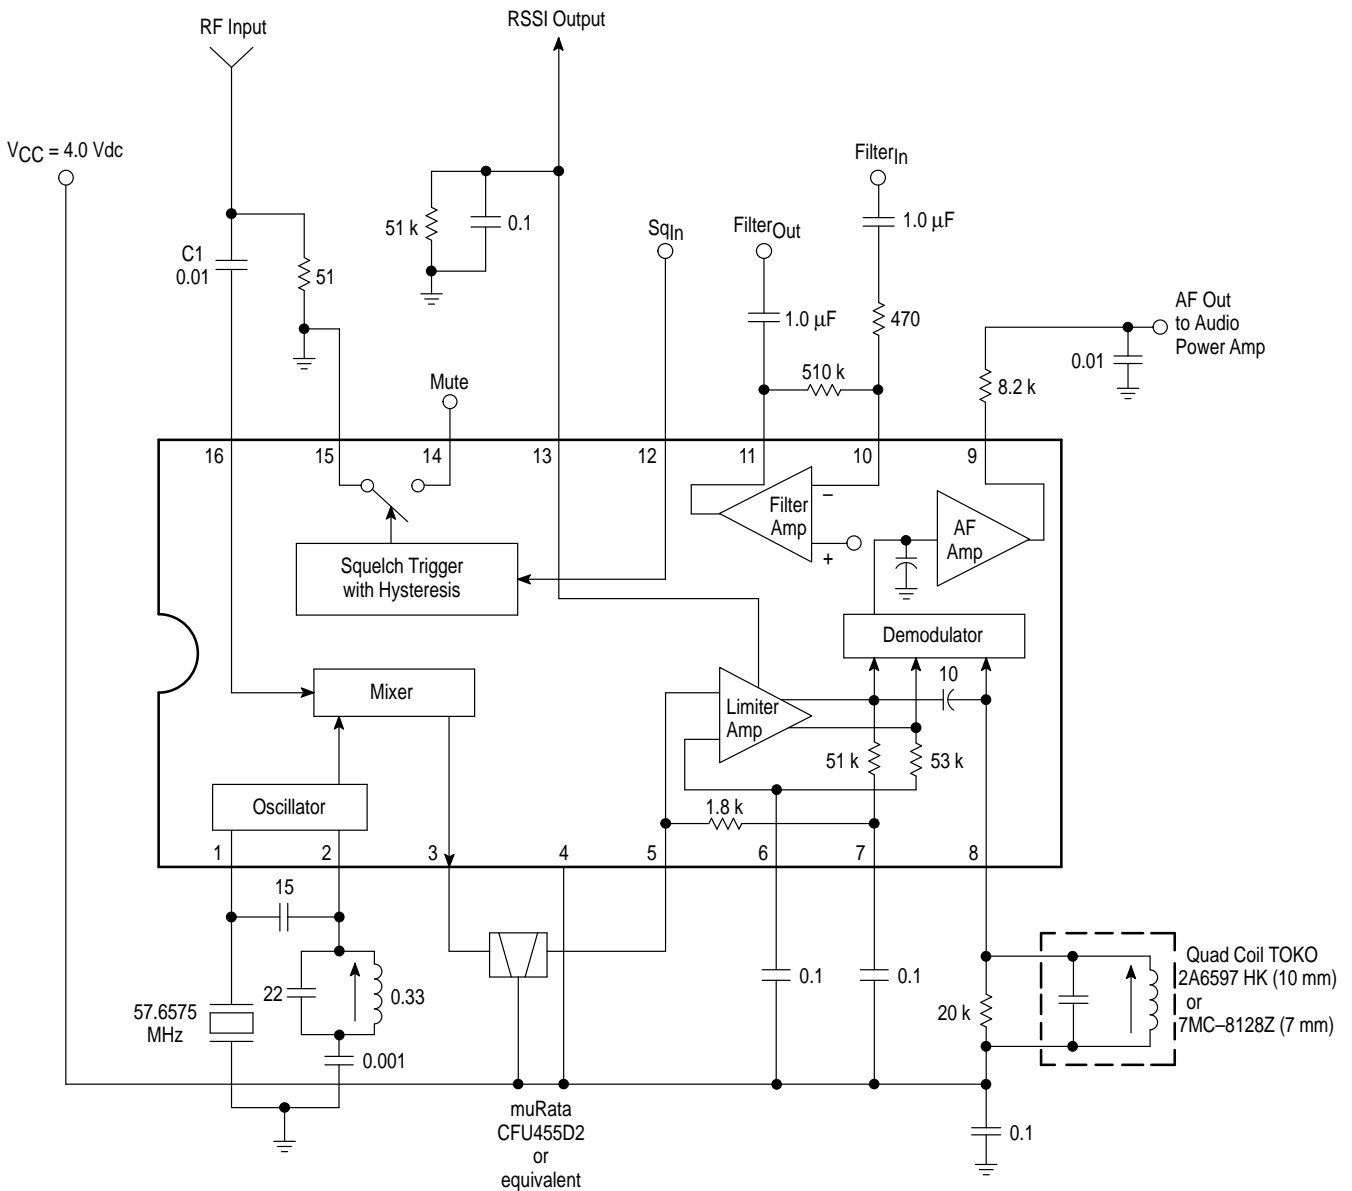 RF Input
RSSI Output
VCC = 4.0 Vdc
FilterIn
1.0 µF
51 k
0.1
SqIn
FilterOut
C1
0.01
51
1.0 µF
470
AF Out
to Audio
Power Amp
0.01
Mute
510 k
8.2 k
16
15
14
13
12
11
10
9
Filter
Amp
–
+
AF
Amp
Squelch Trigger
with Hysteresis
Demodulator
Mixer
Limiter
Amp
10
51 k
53 k
Oscillator
1.8 k
1
2
3
4
5
6
7
8
15
22
0.33
57.6575
MHz
0.001
0.1
0.1
20 k
Quad Coil TOKO
2A6597 HK (10 mm)
or
7MC–8128Z (7 mm)
muRata
CFU455D2
or
equivalent
0.1